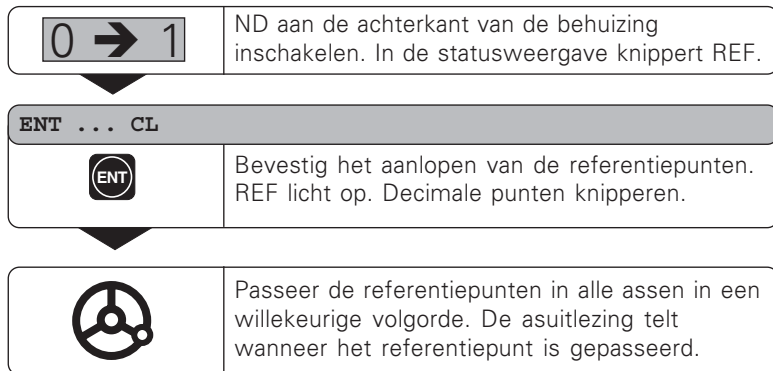 0 → 1
ND aan de achterkant van de behuizing
inschakelen. In de statusweergave knippert REF.
ENT ... CL
ENT
Bevestig het aanlopen van de referentiepunten.
REF licht op. Decimale punten knipperen.
Passeer de referentiepunten in alle assen in een
willekeurige volgorde. De asuitlezing telt
wanneer het referentiepunt is gepasseerd.